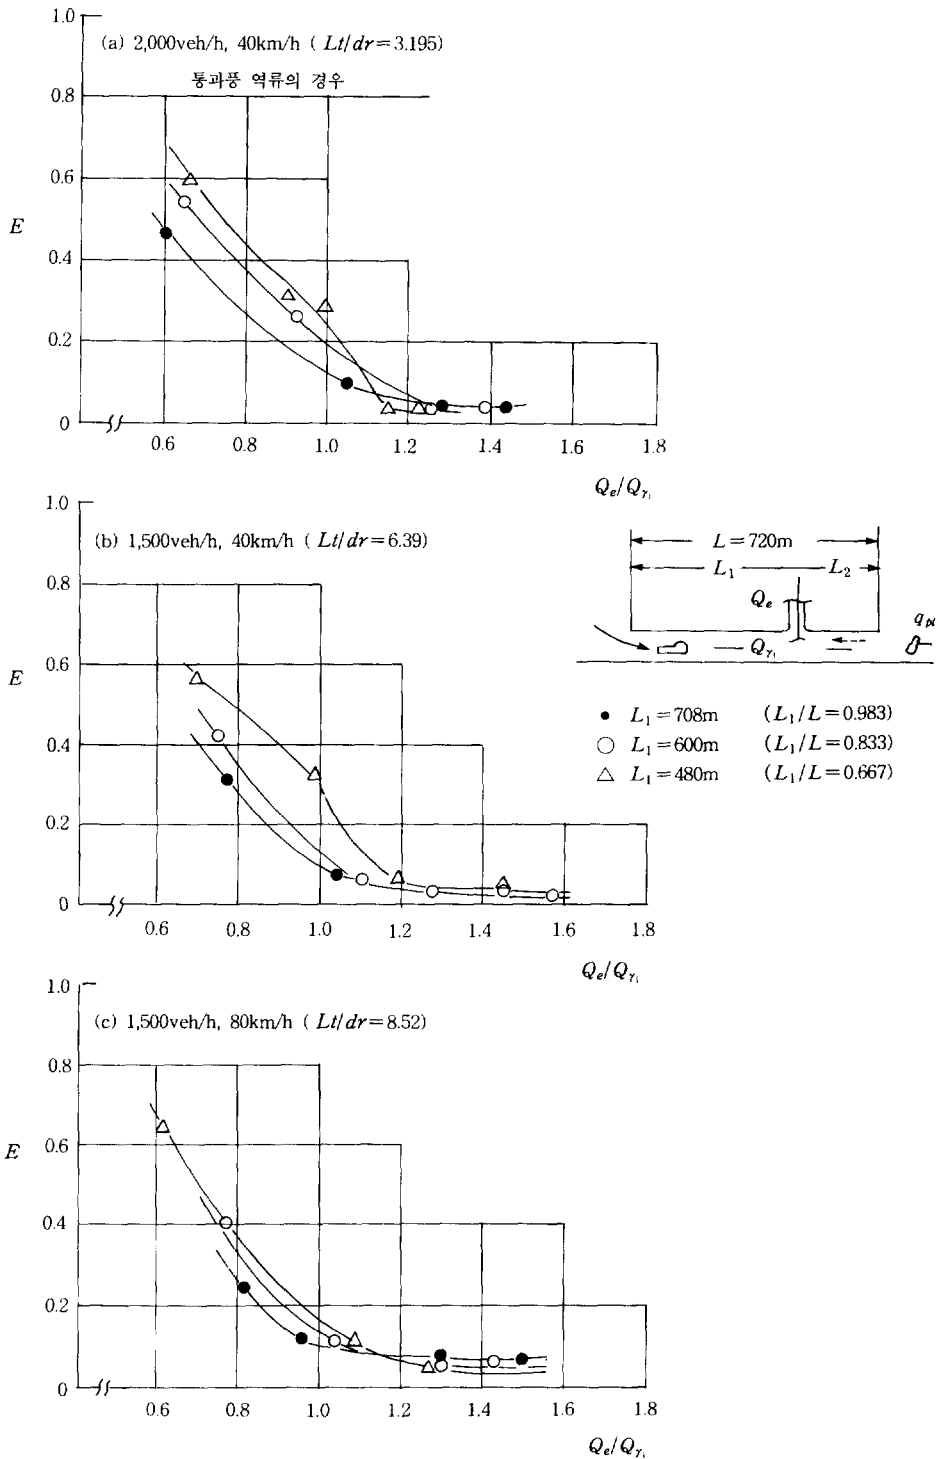 1.0
(a) 2,000veh/h, 40km/h ( Lt/dr=3.195)
통과풍 역류의 경우
0.8
0.6
E
0.4
0.2
0
0.6 0.8 1.0 1.2 1.4 1.6 1.8
Qe/Qγ₁
1.0
(b) 1,500veh/h, 40km/h ( Lt/dr=6.39)
0.8
0.6
E
0.4
0.2
0
0.6 0.8 1.0 1.2 1.4 1.6 1.8
Qe/Qγ₁
L=720m
L₁ L₂
Qe
Qγ₁
● L₁=708m (L₁/L=0.983)
○ L₁=600m (L₁/L=0.833)
△ L₁=480m (L₁/L=0.667)
1.0
(c) 1,500veh/h, 80km/h ( Lt/dr=8.52)
0.8
0.6
E
0.4
0.2
0
0.6 0.8 1.0 1.2 1.4 1.6 1.8
Qe/Qγ₁